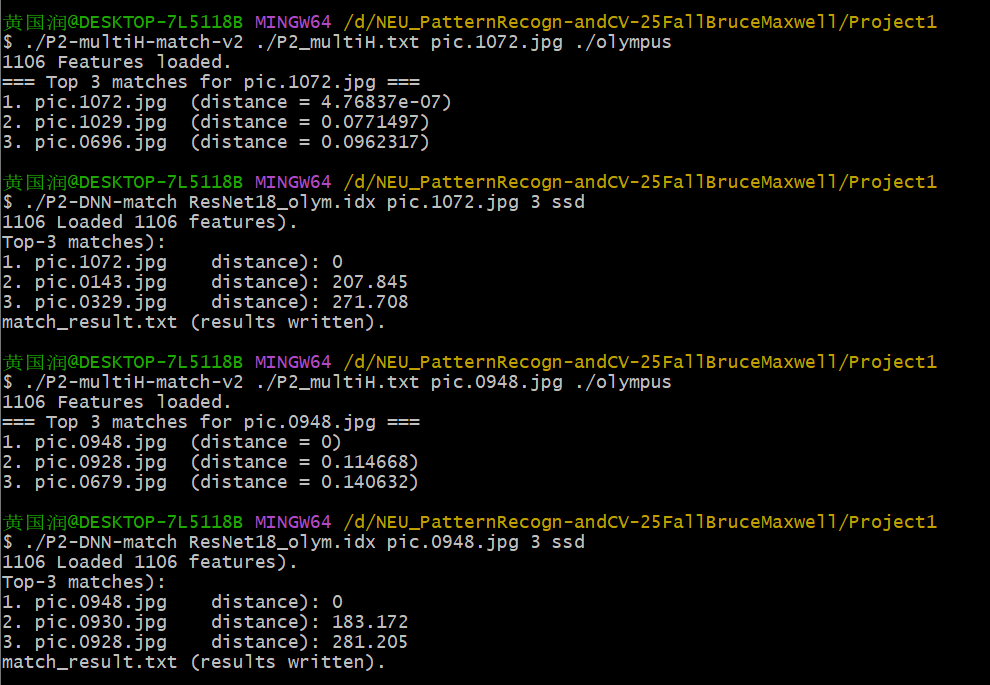 黄国润@DESKTOP-7L5118B MINGW64 /d/NEU_PatternRecogn-andCV-25FallBruceMaxwell/Project1
$ ./P2-multiH-match-v2 ./P2_multiH.txt pic.1072.jpg ./olympus
1106 Features loaded.
=== Top 3 matches for pic.1072.jpg ===
1. pic.1072.jpg  (distance = 4.76837e-07)
2. pic.1029.jpg  (distance = 0.0771497)
3. pic.0696.jpg  (distance = 0.0962317)
黄国润@DESKTOP-7L5118B MINGW64 /d/NEU_PatternRecogn-andCV-25FallBruceMaxwell/Project1
$ ./P2-DNN-match ResNet18_olym.idx pic.1072.jpg 3 ssd
1106 Loaded 1106 features).
Top-3 matches):
1. pic.1072.jpg    distance): 0
2. pic.0143.jpg    distance): 207.845
3. pic.0329.jpg    distance): 271.708
match_result.txt (results written).
黄国润@DESKTOP-7L5118B MINGW64 /d/NEU_PatternRecogn-andCV-25FallBruceMaxwell/Project1
$ ./P2-multiH-match-v2 ./P2_multiH.txt pic.0948.jpg ./olympus
1106 Features loaded.
=== Top 3 matches for pic.0948.jpg ===
1. pic.0948.jpg  (distance = 0)
2. pic.0928.jpg  (distance = 0.114668)
3. pic.0679.jpg  (distance = 0.140632)
黄国润@DESKTOP-7L5118B MINGW64 /d/NEU_PatternRecogn-andCV-25FallBruceMaxwell/Project1
$ ./P2-DNN-match ResNet18_olym.idx pic.0948.jpg 3 ssd
1106 Loaded 1106 features).
Top-3 matches):
1. pic.0948.jpg    distance): 0
2. pic.0930.jpg    distance): 183.172
3. pic.0928.jpg    distance): 281.205
match_result.txt (results written).